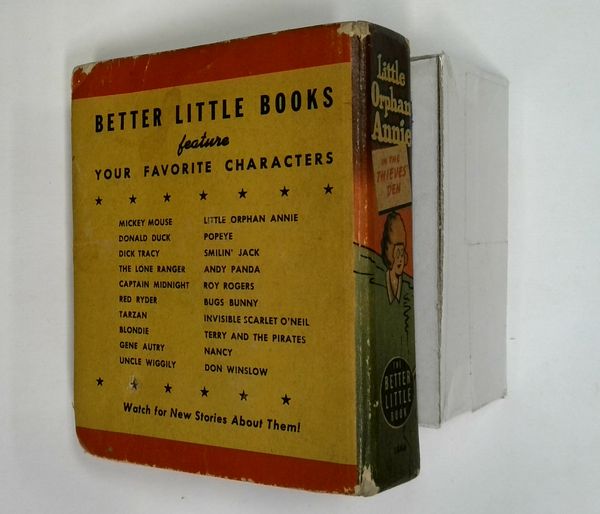 BETTER LITTLE BOOKS
feature
YOUR FAVORITE CHARACTERS
MICKEY MOUSE
DONALD DUCK
DICK TRACY
THE LONE RANGER
CAPTAIN MIDNIGHT
RED RYDER
TARZAN
BLONDIE
GENE AUTRY
UNCLE WIGGILY
LITTLE ORPHAN ANNIE
POPEYE
SMILIN' JACK
ANDY PANDA
ROY ROGERS
BUGS BUNNY
INVISIBLE SCARLET O'NEIL
TERRY AND THE PIRATES
NANCY
DON WINSLOW
Watch for New Stories About Them!
Little
Orphan
Annie
IN THE
THIEVES'
DEN
THE
BETTER
LITTLE
BOOK